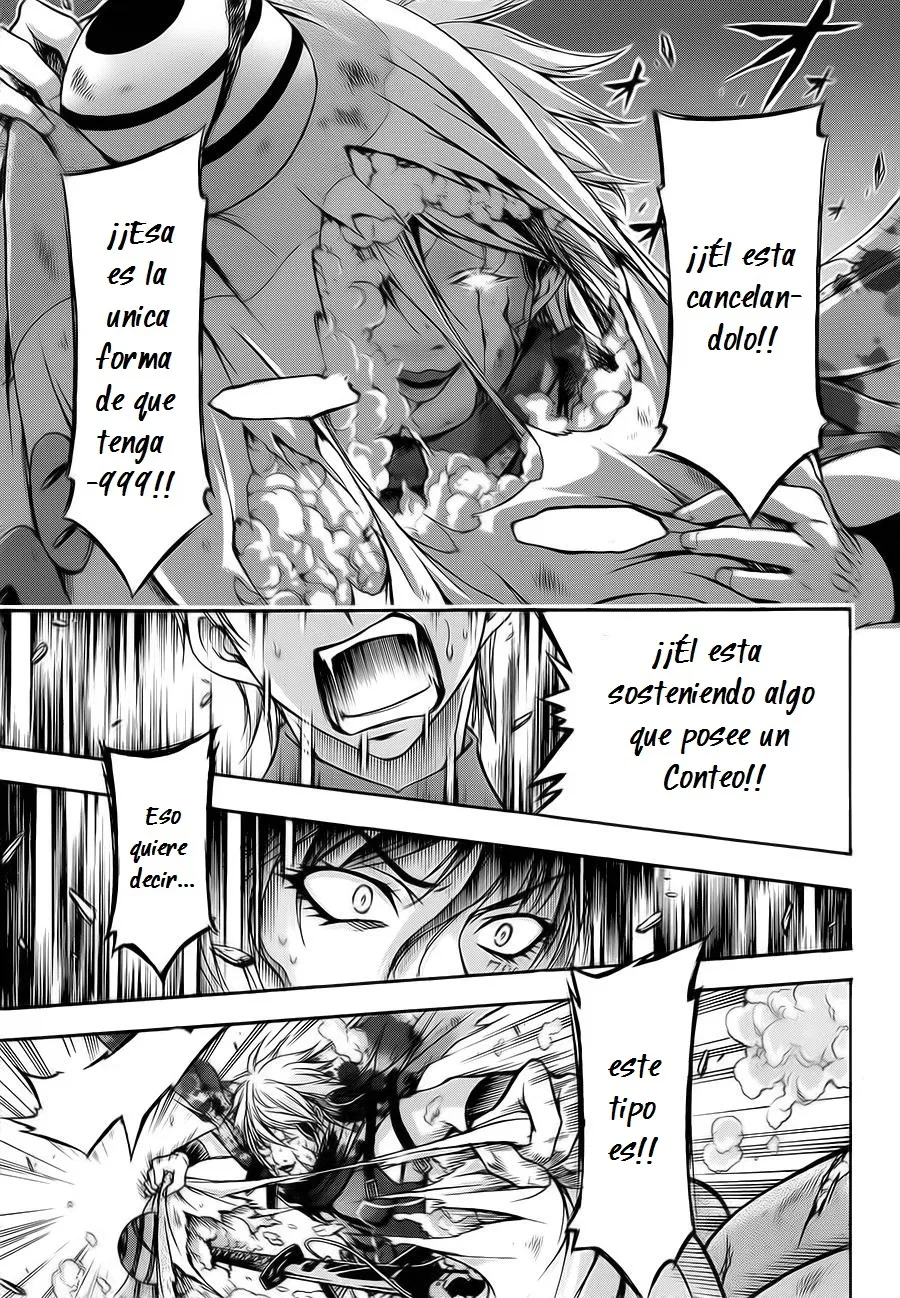 ¡¡Él esta
cancelan-
dolo!!
¡¡Esa
es la
unica
forma
de que
tenga
-999!!
¡¡Él esta
sosteniendo algo
que posee un
Conteo!!
Eso
quiere
decir...
este
tipo
es!!